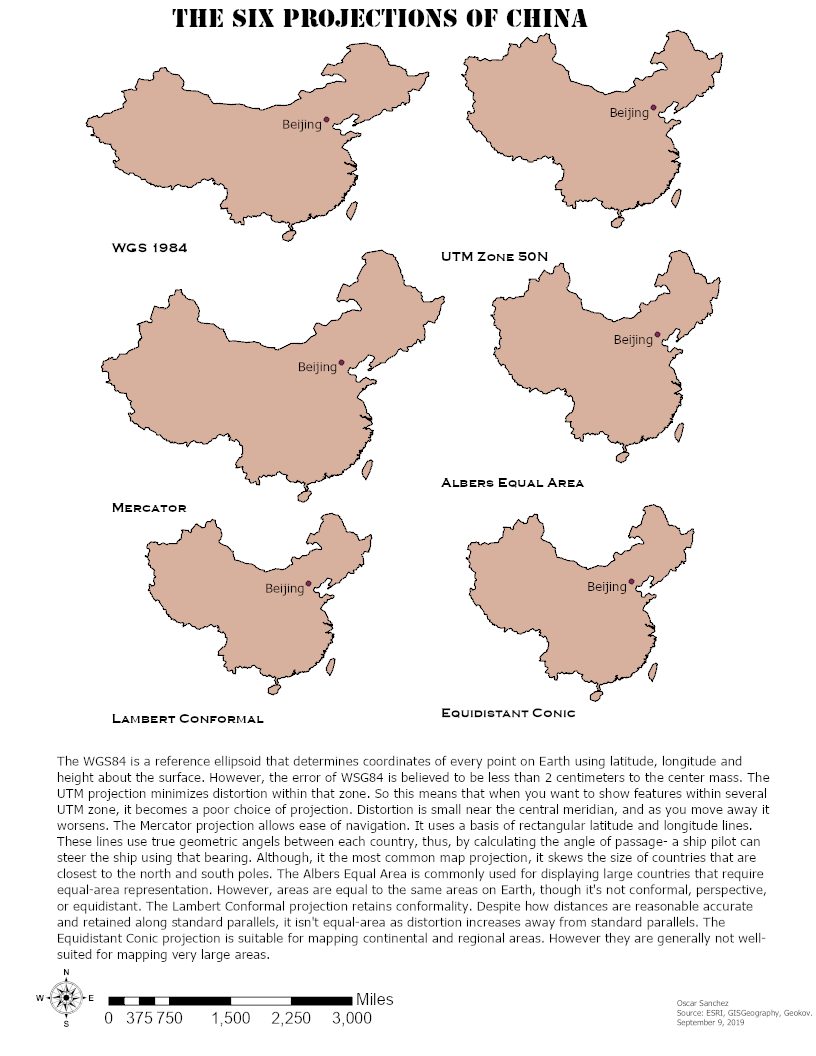 THE SIX PROJECTIONS OF CHINA
Beijing
Beijing
WGS 1984
UTM Zone 50N
Beijing
Beijing
Mercator
Albers Equal Area
Beijing
Beijing
Lambert Conformal
Equidistant Conic
The WGS84 is a reference ellipsoid that determines coordinates of every point on Earth using latitude, longitude and
height about the surface. However, the error of WSG84 is believed to be less than 2 centimeters to the center mass. The
UTM projection minimizes distortion within that zone. So this means that when you want to show features within several
UTM zone, it becomes a poor choice of projection. Distortion is small near the central meridian, and as you move away it
worsens. The Mercator projection allows ease of navigation. It uses a basis of rectangular latitude and longitude lines.
These lines use true geometric angels between each country, thus, by calculating the angle of passage- a ship pilot can
steer the ship using that bearing. Although, it the most common map projection, it skews the size of countries that are
closest to the north and south poles. The Albers Equal Area is commonly used for displaying large countries that require
equal-area representation. However, areas are equal to the same areas on Earth, though it's not conformal, perspective,
or equidistant. The Lambert Conformal projection retains conformality. Despite how distances are reasonable accurate
and retained along standard parallels, it isn't equal-area as distortion increases away from standard parallels. The
Equidistant Conic projection is suitable for mapping continental and regional areas. However they are generally not well-
suited for mapping very large areas.
N
W E
S
Miles
0 375 750 1,500 2,250 3,000
Oscar Sanchez
Source: ESRI, GISGeography, Geokov.
September 9, 2019